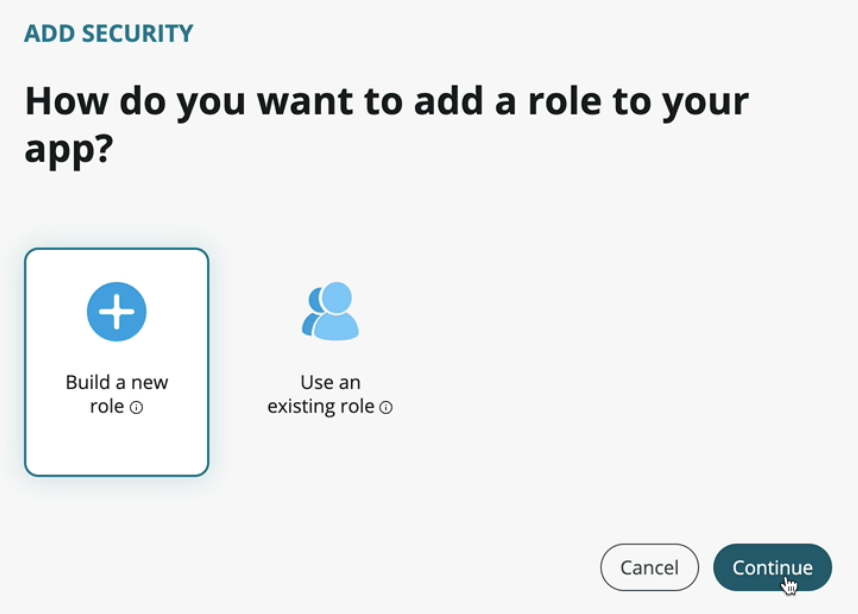 ADD SECURITY
How do you want to add a role to your
app?
Build a new
role
Use an
existing role
Cancel
Continue